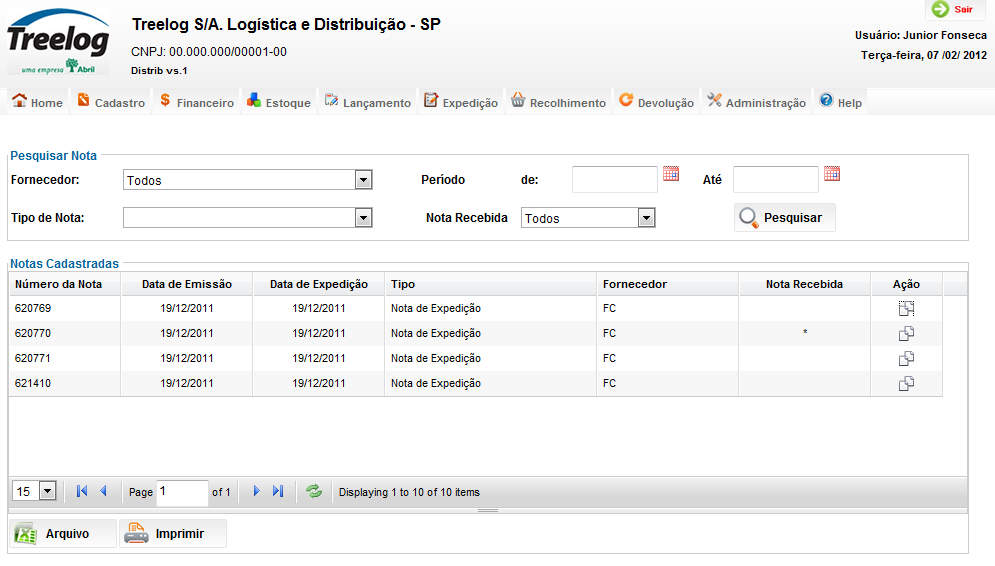 Treelog S/A. Logística e Distribuição - SP
CNPJ: 00.000.000/00001-00
Distrib vs.1
Treelog
uma empresa Abril
Sair
Usuário: Junior Fonseca
Terça-feira, 07 /02/ 2012
Home Cadastro Financeiro Estoque Lançamento Expedição Recolhimento Devolução Administração Help
Pesquisar Nota
Fornecedor: Todos Período de: Até
Tipo de Nota: Nota Recebida Todos Pesquisar
Notas Cadastradas
Número da Nota Data de Emissão Data de Expedição Tipo Fornecedor Nota Recebida Ação
620769 19/12/2011 19/12/2011 Nota de Expedição FC
620770 19/12/2011 19/12/2011 Nota de Expedição FC *
620771 19/12/2011 19/12/2011 Nota de Expedição FC
621410 19/12/2011 19/12/2011 Nota de Expedição FC
15 Page 1 of 1 Displaying 1 to 10 of 10 items
Arquivo Imprimir